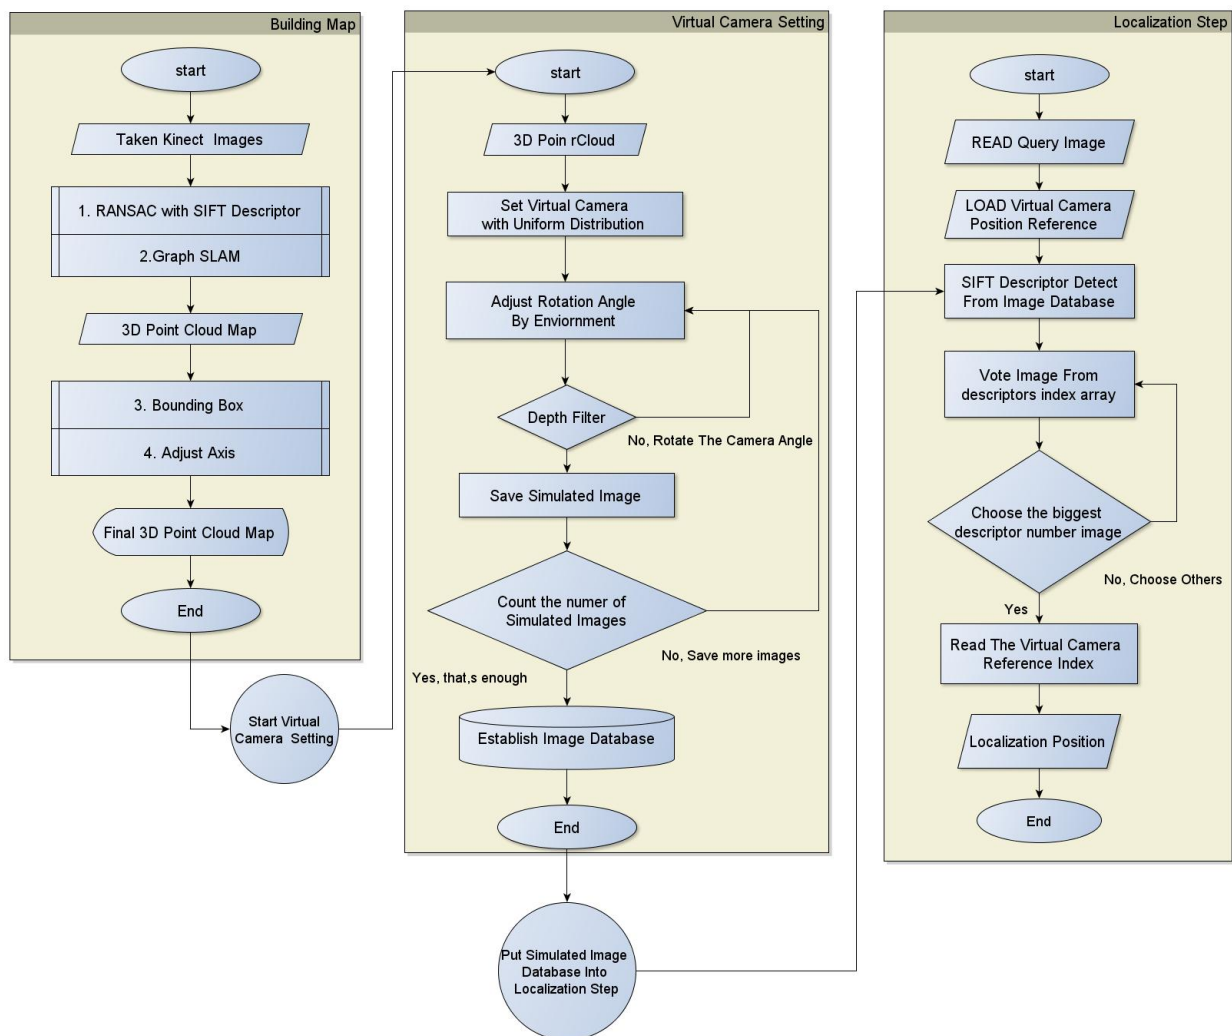 Building Map
start
Taken Kinect Images
1. RANSAC with SIFT Descriptor
2.Graph SLAM
3D Point Cloud Map
3. Bounding Box
4. Adjust Axis
Final 3D Point Cloud Map
End
Start Virtual
Camera Setting
Virtual Camera Setting
start
3D Poin rCloud
Set Virtual Camera
with Uniform Distribution
Adjust Rotation Angle
By Enviornment
Depth Filter
No, Rotate The Camera Angle
Save Simulated Image
Count the numer of
Simulated Images
No, Save more images
Yes, that,s enough
Establish Image Database
End
Put Simulated Image
Database Into
Localization Step
Localization Step
start
READ Query Image
LOAD Virtual Camera
Position Reference
SIFT Descriptor Detect
From Image Database
Vote Image From
descriptors index array
Choose the biggest
descriptor number image
No, Choose Others
Yes
Read The Virtual Camera
Reference Index
Localization Position
End